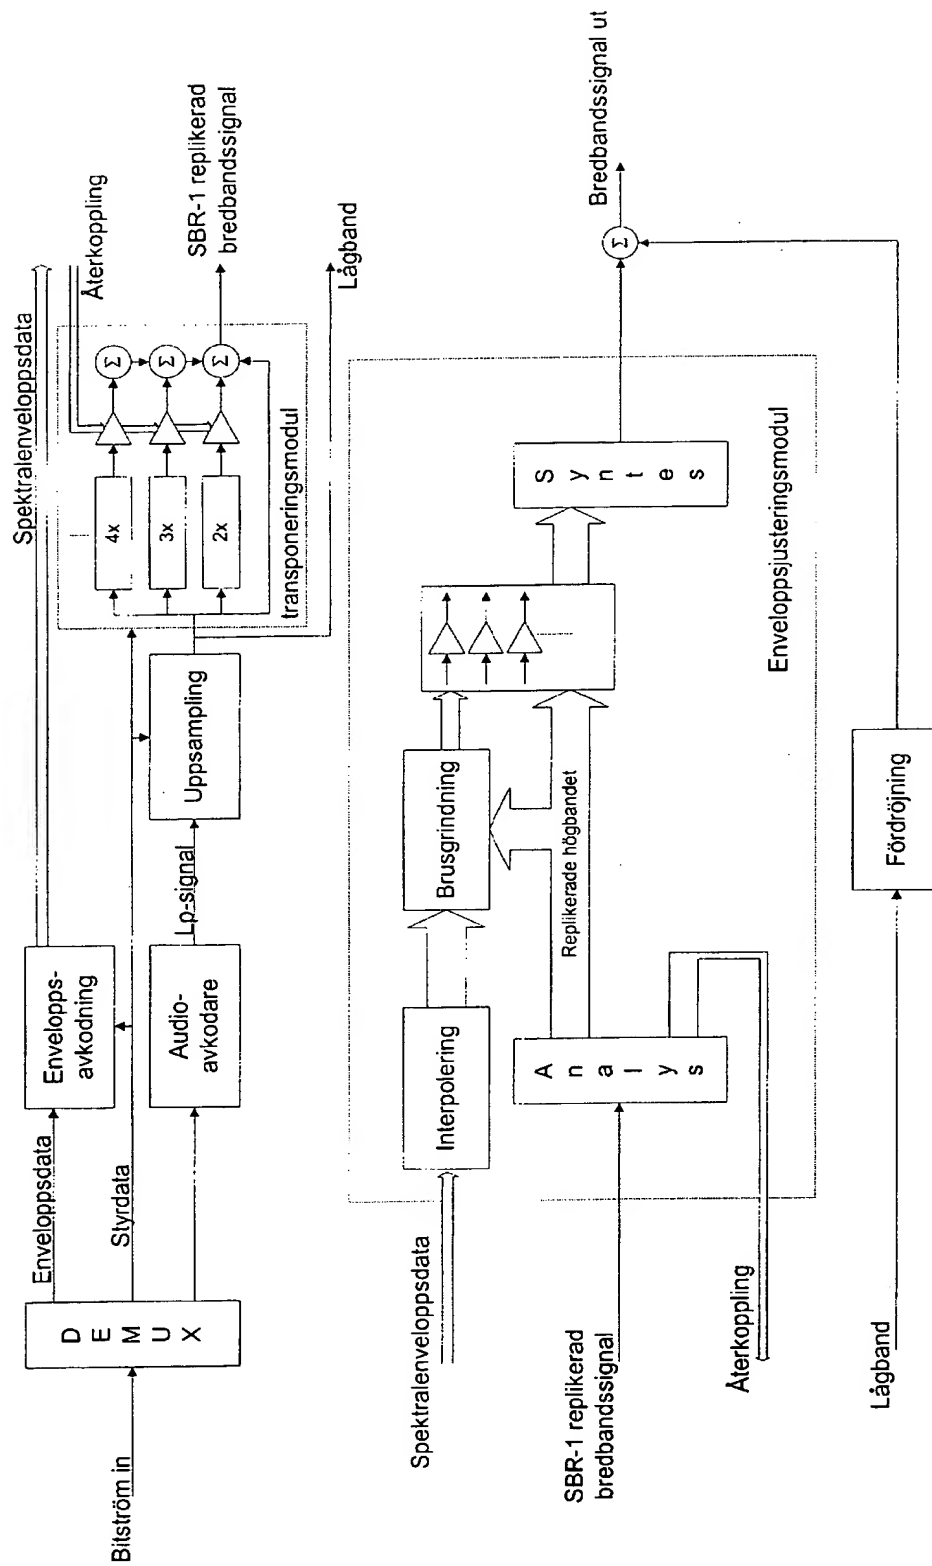 Bitström in
D
E
M
U
X
Enveloppsdata
Styrdata
Envelopps-
avkodning
Audio-
avkodare
Lp-signal
Uppsampling
Spektralenveloppsdata
4x
3x
2x
Σ
Σ
Σ
transponeringsmodul
Återkoppling
SBR-1 replikerad
bredbandssignal
Lågband
Spektralenveloppsdata
SBR-1 replikerad
bredbandssignal
Återkoppling
Interpolering
A
n
a
l
y
s
Brusgrindning
Replikerade högbandet
S
y
n
t
e
s
Enveloppsjusteringsmodul
Σ
Bredbandssignal ut
Lågband
Fördröjning